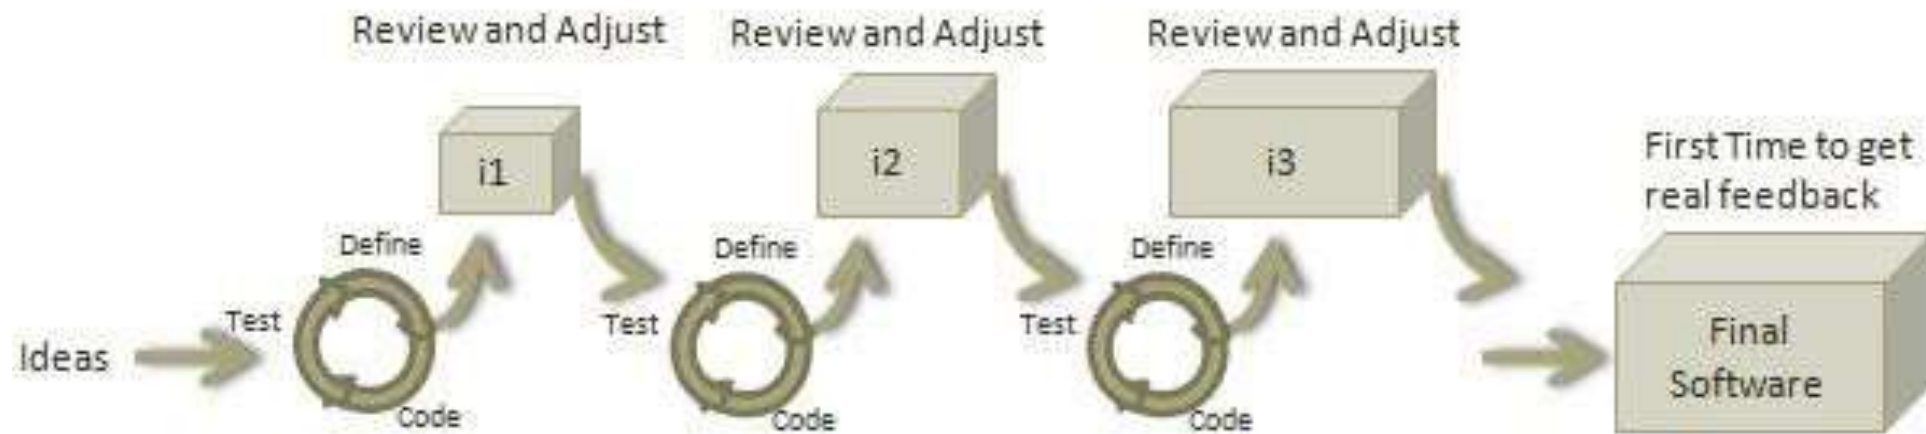 Review and Adjust
Review and Adjust
Review and Adjust
i1
i2
i3
First Time to get
real feedback
Define
Define
Define
Test
Test
Test
Ideas
Code
Code
Code
Final
Software